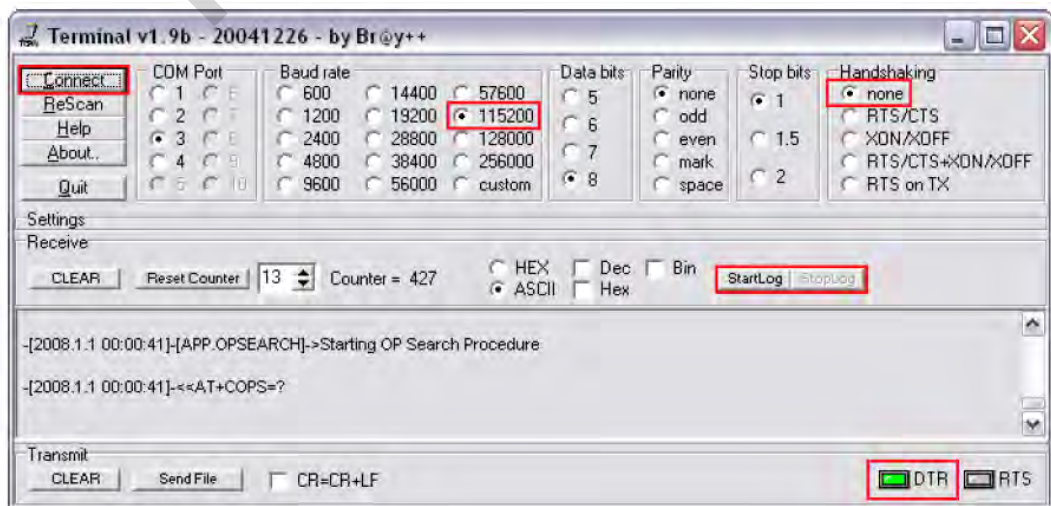 Terminal v1.9b - 20041226 - by Br@y++
Connect
ReScan
Help
About..
Quit
COM Port
1
2
3
4
5
10
Baud rate
600
1200
2400
4800
9600
14400
19200
28800
38400
56000
57600
115200
128000
256000
custom
Data bits
5
6
7
8
Parity
none
odd
even
mark
space
Stop bits
1
1.5
2
Handshaking
none
RTS/CTS
XON/XOFF
RTS/CTS+XON/XOFF
RTS on TX
Settings
Receive
CLEAR
Reset Counter
13
Counter = 427
HEX
ASCII
Dec
Hex
Bin
StartLog
StopLog
-[2008.1.1 00:00:41]-[APP.OPSEARCH]->Starting OP Search Procedure
-[2008.1.1 00:00:41]-<<AT+COPS=?
Transmit
CLEAR
Send File
CR=CR+LF
DTR
RTS